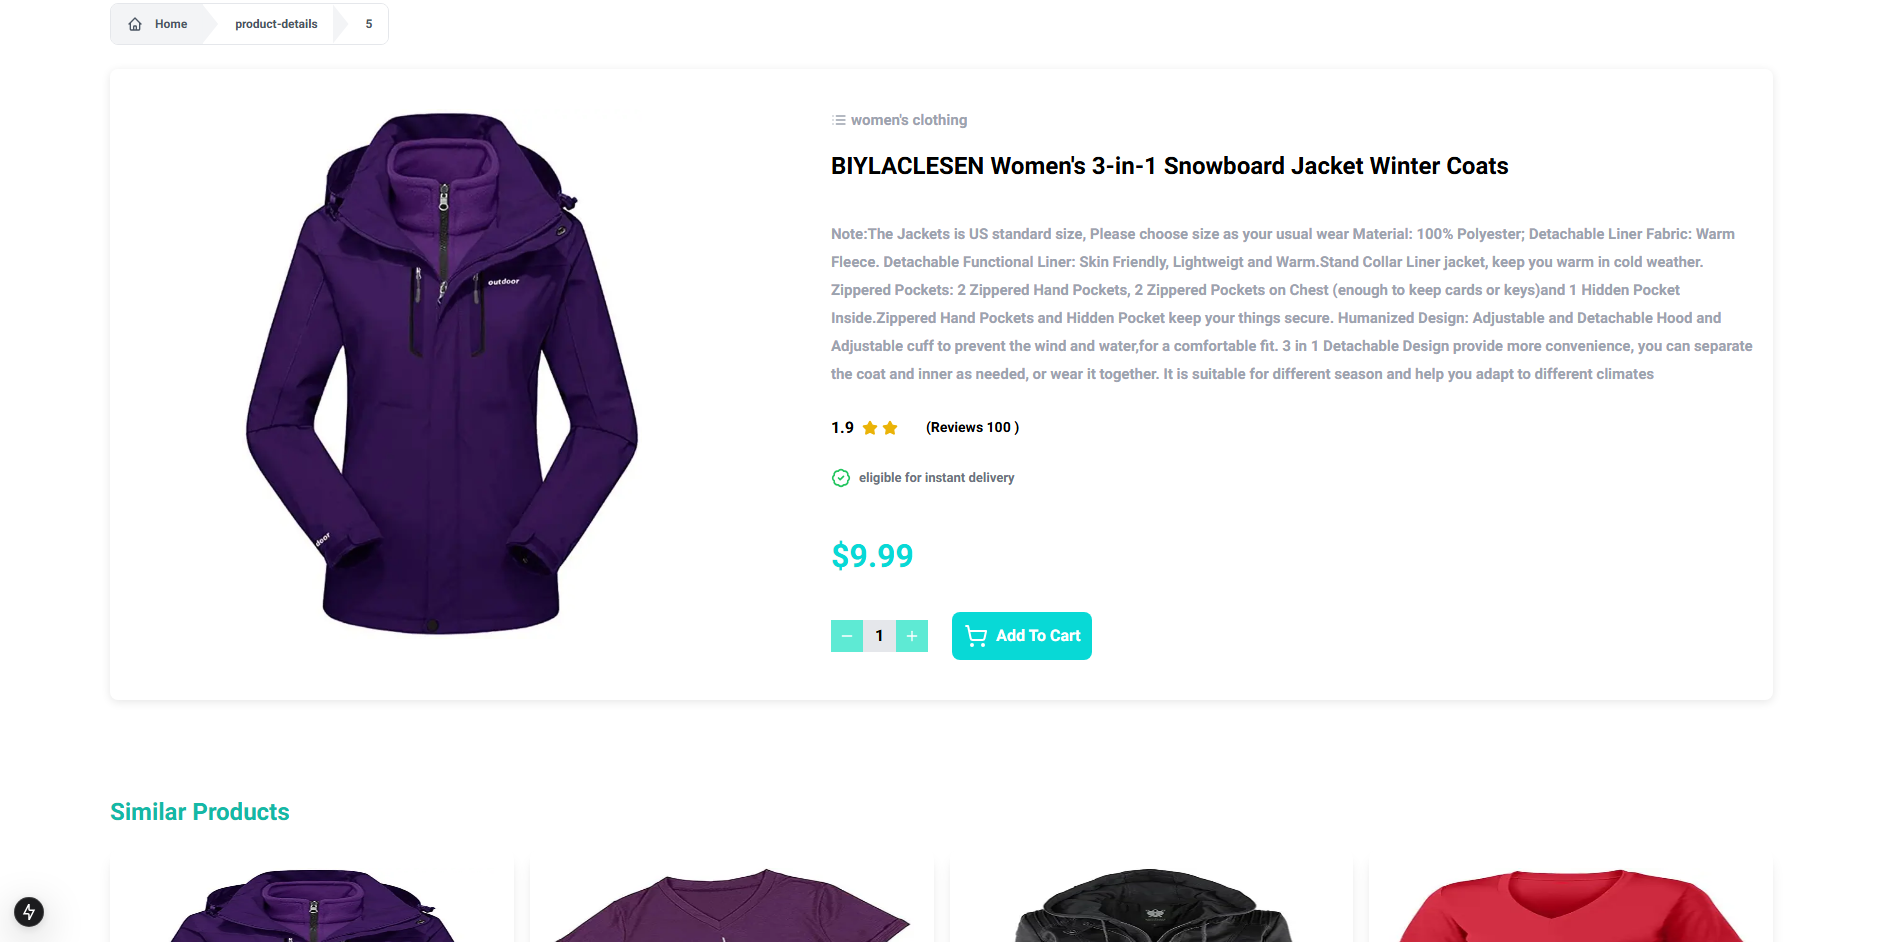 Home product-details 5
women's clothing
BIYLACLESEN Women's 3-in-1 Snowboard Jacket Winter Coats
Note:The Jackets is US standard size, Please choose size as your usual wear Material: 100% Polyester; Detachable Liner Fabric: Warm
Fleece. Detachable Functional Liner: Skin Friendly, Lightweigt and Warm.Stand Collar Liner jacket, keep you warm in cold weather.
Zippered Pockets: 2 Zippered Hand Pockets, 2 Zippered Pockets on Chest (enough to keep cards or keys)and 1 Hidden Pocket
Inside.Zippered Hand Pockets and Hidden Pocket keep your things secure. Humanized Design: Adjustable and Detachable Hood and
Adjustable cuff to prevent the wind and water,for a comfortable fit. 3 in 1 Detachable Design provide more convenience, you can separate
the coat and inner as needed, or wear it together. It is suitable for different season and help you adapt to different climates
outdoor
door
1.9 (Reviews 100 )
eligible for instant delivery
$9.99
− 1 + Add To Cart
Similar Products